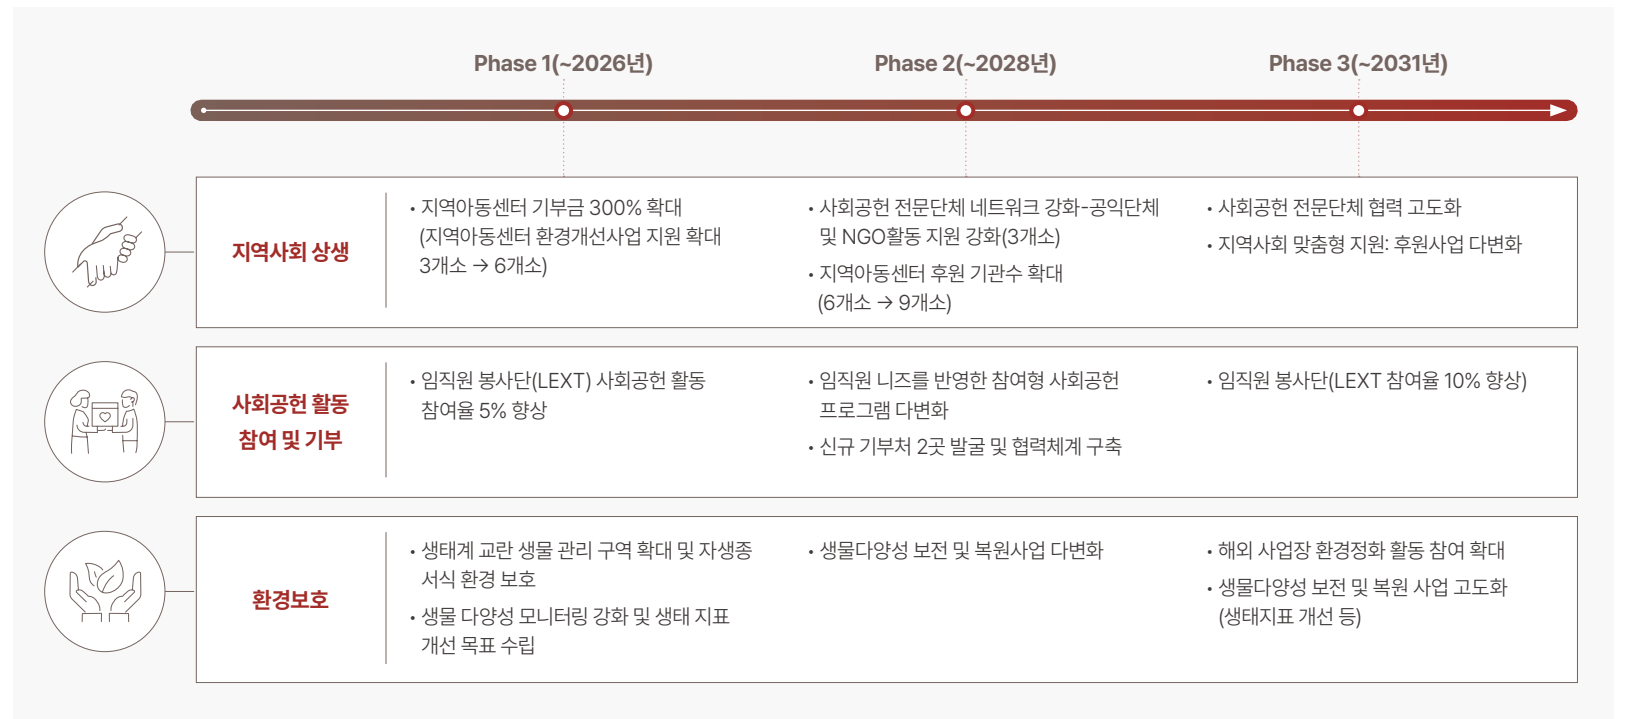 Phase 1(~2026년)
Phase 2(~2028년)
Phase 3(~2031년)
지역사회 상생
• 지역아동센터 기부금 300% 확대
(지역아동센터 환경개선사업 지원 확대
3개소 → 6개소)
• 사회공헌 전문단체 네트워크 강화-공익단체
및 NGO활동 지원 강화(3개소)
• 지역아동센터 후원 기관수 확대
(6개소 → 9개소)
• 사회공헌 전문단체 협력 고도화
• 지역사회 맞춤형 지원: 후원사업 다변화
사회공헌 활동
참여 및 기부
• 임직원 봉사단(LEXT) 사회공헌 활동
참여율 5% 향상
• 임직원 니즈를 반영한 참여형 사회공헌
프로그램 다변화
• 신규 기부처 2곳 발굴 및 협력체계 구축
• 임직원 봉사단(LEXT 참여율 10% 향상)
환경보호
• 생태계 교란 생물 관리 구역 확대 및 자생종
서식 환경 보호
• 생물 다양성 모니터링 강화 및 생태 지표
개선 목표 수립
• 생물다양성 보전 및 복원사업 다변화
• 해외 사업장 환경정화 활동 참여 확대
• 생물다양성 보전 및 복원 사업 고도화
(생태지표 개선 등)